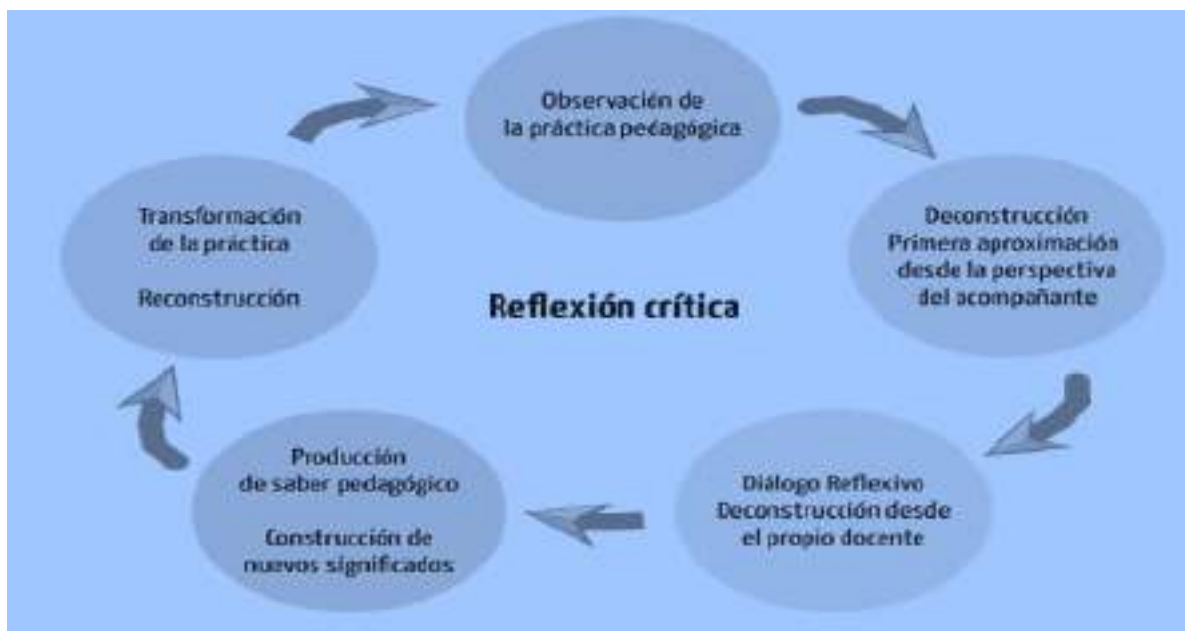 Observación de
la práctica pedagógica
Deconstrucción
Primera aproximación
desde la perspectiva
del acompañante
Diálogo Reflexivo
Deconstrucción desde
el propio docente
Producción
de saber pedagógico
Construcción de
nuevos significados
Transformación
de la práctica
Reconstrucción
Reflexión crítica